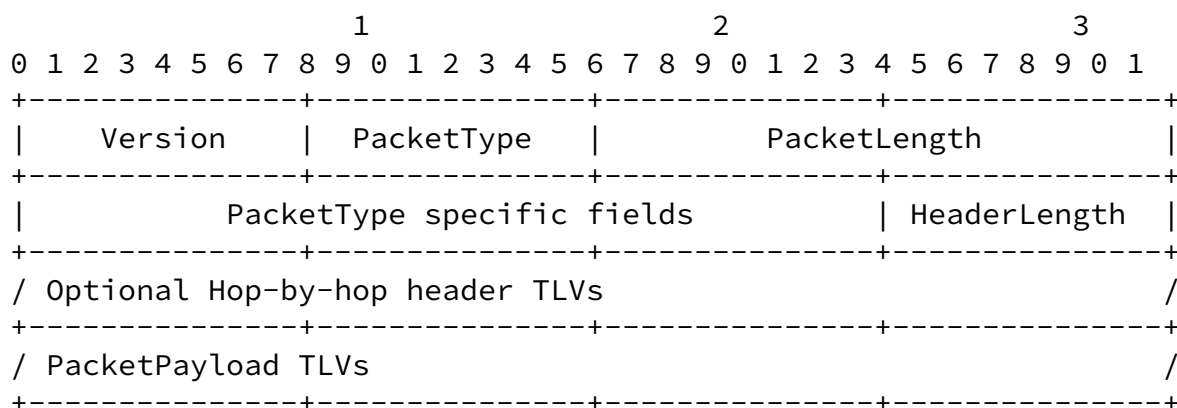 1                   2                   3
 0 1 2 3 4 5 6 7 8 9 0 1 2 3 4 5 6 7 8 9 0 1 2 3 4 5 6 7 8 9 0 1
+---------------+---------------+---------------+---------------+
|    Version    |  PacketType   |         PacketLength          |
+---------------+---------------+---------------+---------------+
|           PacketType specific fields          | HeaderLength  |
+---------------+---------------+---------------+---------------+
/ Optional Hop-by-hop header TLVs                               /
+---------------+---------------+---------------+---------------+
/ PacketPayload TLVs                                            /
+---------------+---------------+---------------+---------------+